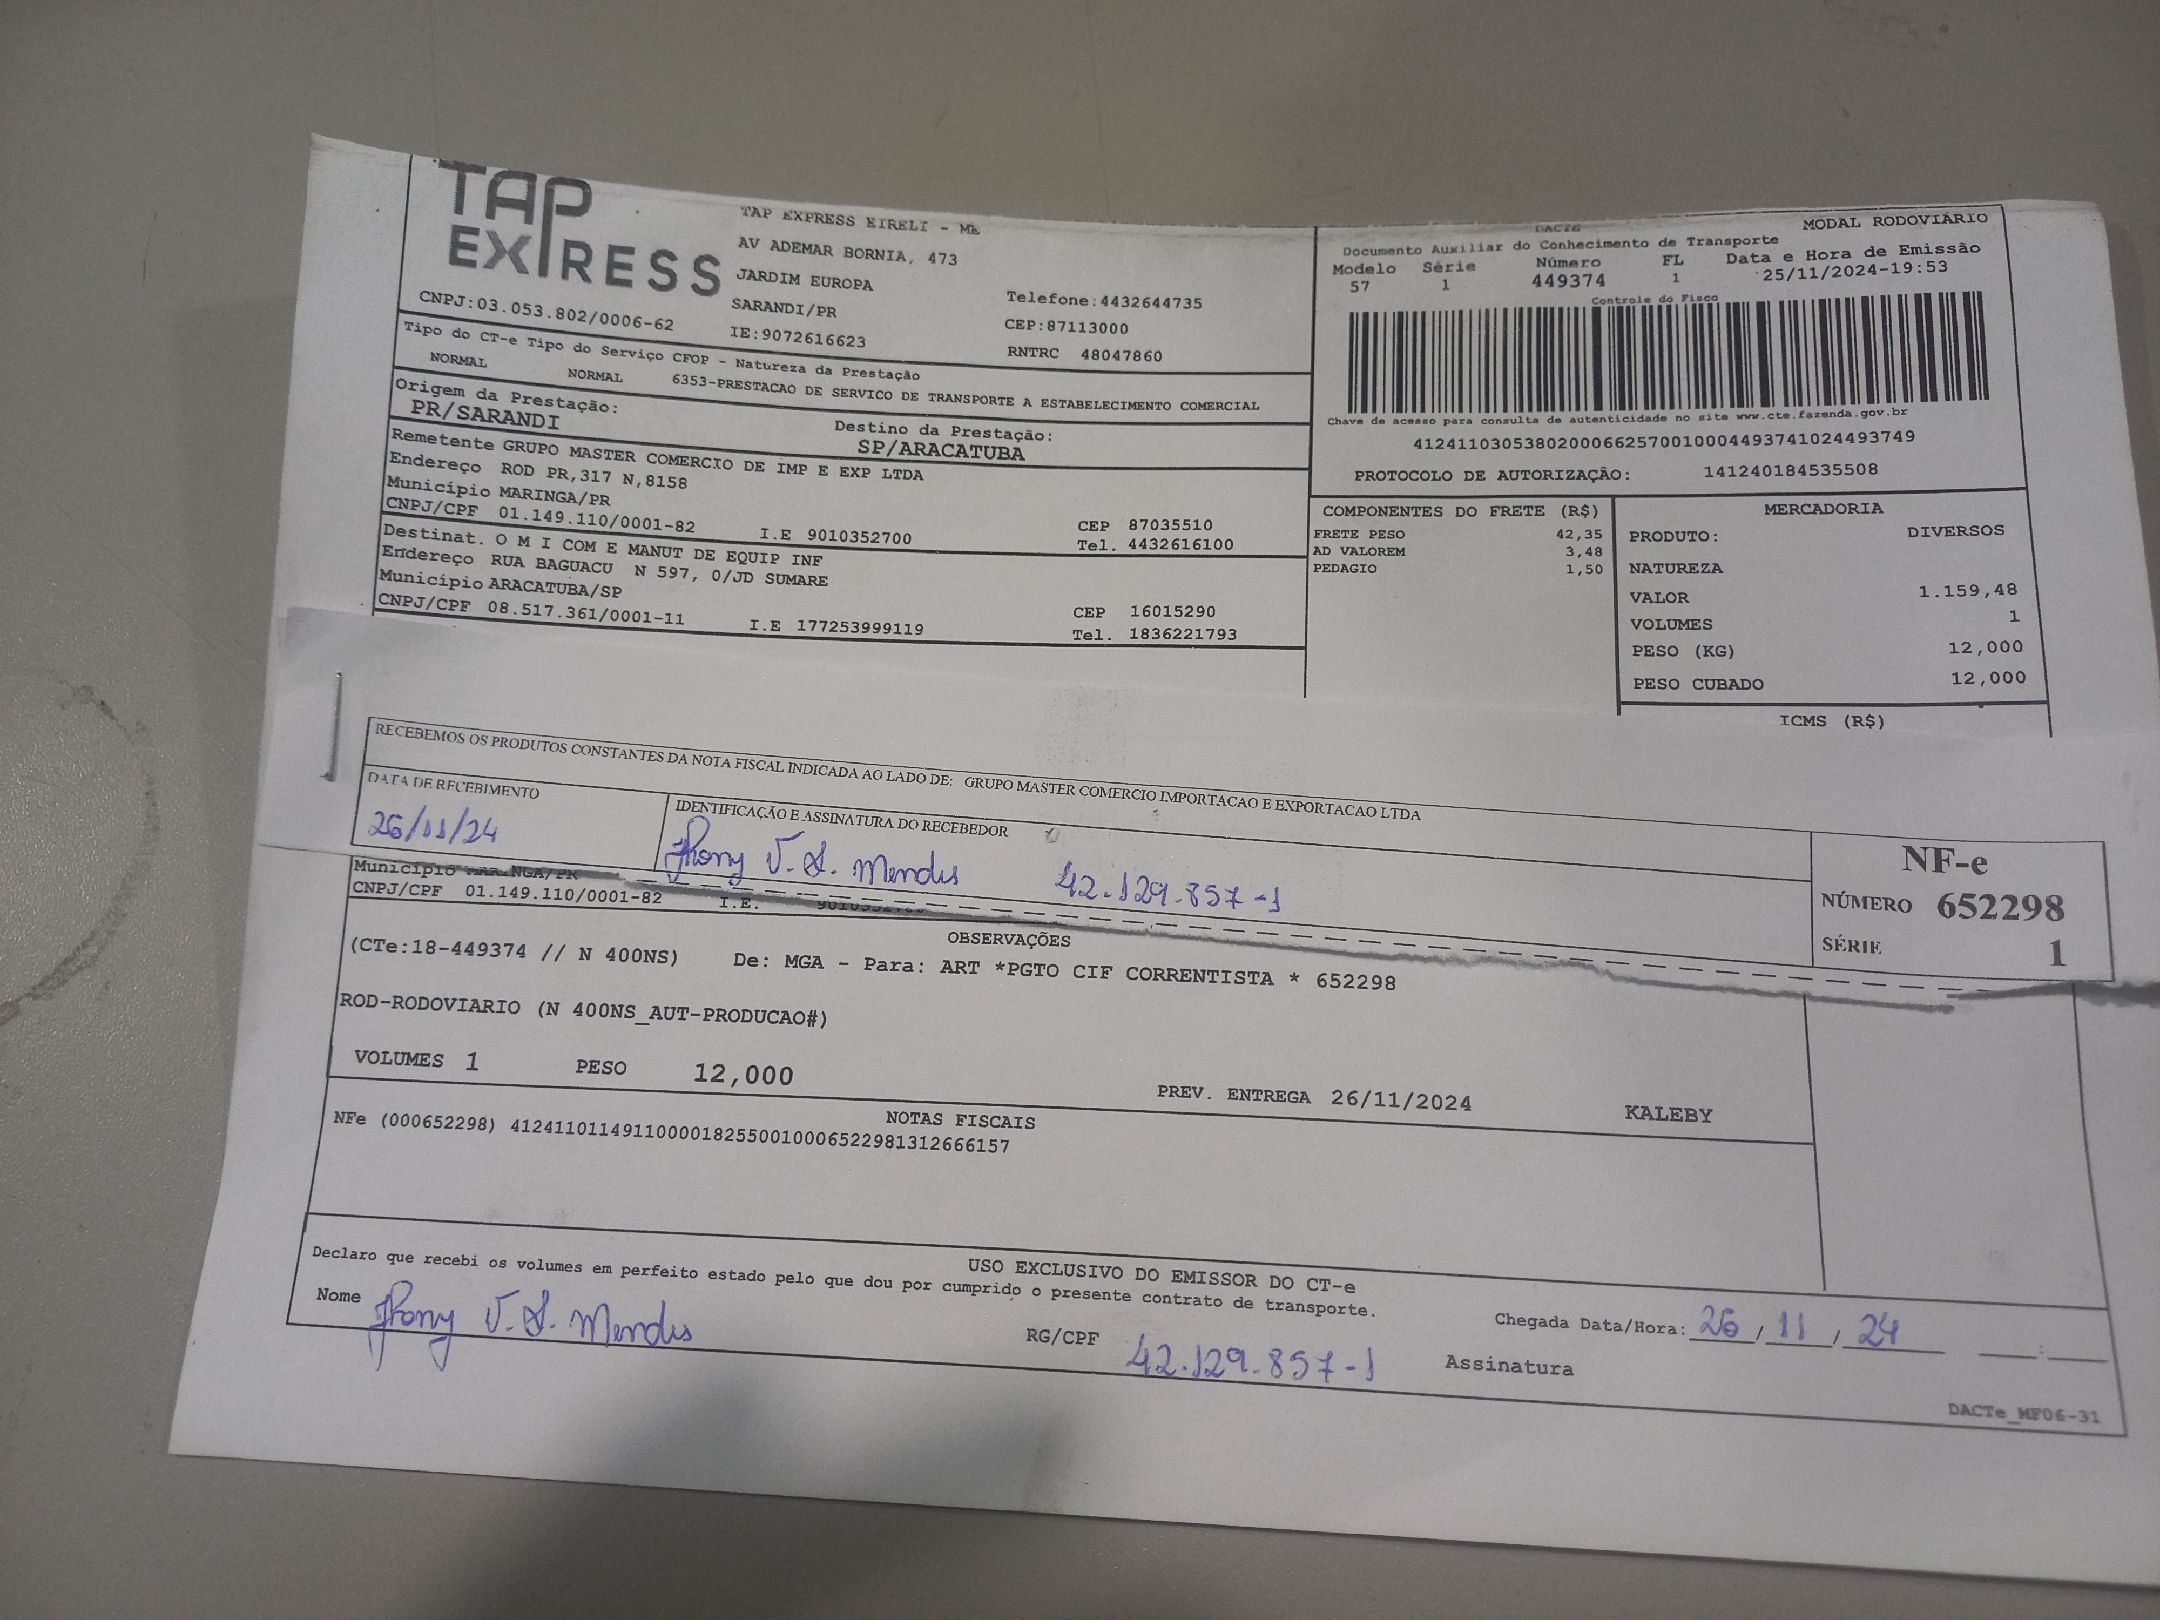 TAP
EXPRESS
TAP EXPRESS EIRELI - ME
AV ADEMAR BORNIA, 473
JARDIM EUROPA
SARANDI/PR
IE:9072616623
Telefone:4432644735
CEP:87113000
RNTRC 48047860
CNPJ:03.053.802/0006-62
DACTE
MODAL RODOVIÁRIO
Documento Auxiliar do Conhecimento de Transporte
Modelo Série Número FL Data e Hora de Emissão
57 1 449374 1 25/11/2024-19:53
Controle do Fisco
Chave de acesso para consulta de autenticidade no site www.cte.fazenda.gov.br
41241103053802000662570010004493741024493749
PROTOCOLO DE AUTORIZAÇÃO: 141240184535508
Tipo do CT-e Tipo do Serviço CFOP - Natureza da Prestação
NORMAL NORMAL 6353-PRESTACAO DE SERVICO DE TRANSPORTE A ESTABELECIMENTO COMERCIAL
Origem da Prestação: Destino da Prestação:
PR/SARANDI SP/ARACATUBA
Remetente GRUPO MASTER COMERCIO DE IMP E EXP LTDA
Endereço ROD PR,317 N,8158
Município MARINGA/PR CEP 87035510
CNPJ/CPF 01.149.110/0001-82 I.E 9010352700 Tel. 4432616100
Destinat. O M I COM E MANUT DE EQUIP INF
Endereço RUA BAGUACU N 597, 0/JD SUMARE
Município ARACATUBA/SP CEP 16015290
CNPJ/CPF 08.517.361/0001-11 I.E 177253999119 Tel. 1836221793
COMPONENTES DO FRETE (R$)
FRETE PESO 42,35
AD VALOREM 3,48
PEDAGIO 1,50
MERCADORIA
PRODUTO: DIVERSOS
NATUREZA
VALOR 1.159,48
VOLUMES 1
PESO (KG) 12,000
PESO CUBADO 12,000
ICMS (R$)
RECEBEMOS OS PRODUTOS CONSTANTES DA NOTA FISCAL INDICADA AO LADO DE: GRUPO MASTER COMERCIO IMPORTACAO E EXPORTACAO LTDA
DATA DE RECEBIMENTO IDENTIFICAÇÃO E ASSINATURA DO RECEBEDOR
26/11/24 Jhony V. S. Mendes 42.129.857-1
NF-e
NÚMERO 652298
SÉRIE 1
Município MARINGA/PR
CNPJ/CPF 01.149.110/0001-82 I.E. 9010352700
OBSERVAÇÕES
(CTe:18-449374 // N 400NS) De: MGA - Para: ART *PGTO CIF CORRENTISTA * 652298
ROD-RODOVIARIO (N 400NS_AUT-PRODUCAO#)
VOLUMES 1 PESO 12,000 PREV. ENTREGA 26/11/2024 KALEBY
NOTAS FISCAIS
NFe (000652298) 41241101149110000182550010006522981312666157
USO EXCLUSIVO DO EMISSOR DO CT-e
Declaro que recebi os volumes em perfeito estado pelo que dou por cumprido o presente contrato de transporte.
Nome Jhony V. S. Mendes RG/CPF 42.129.857-1
Chegada Data/Hora: 26/11/24 __:__
Assinatura
DACTe_MF06-31